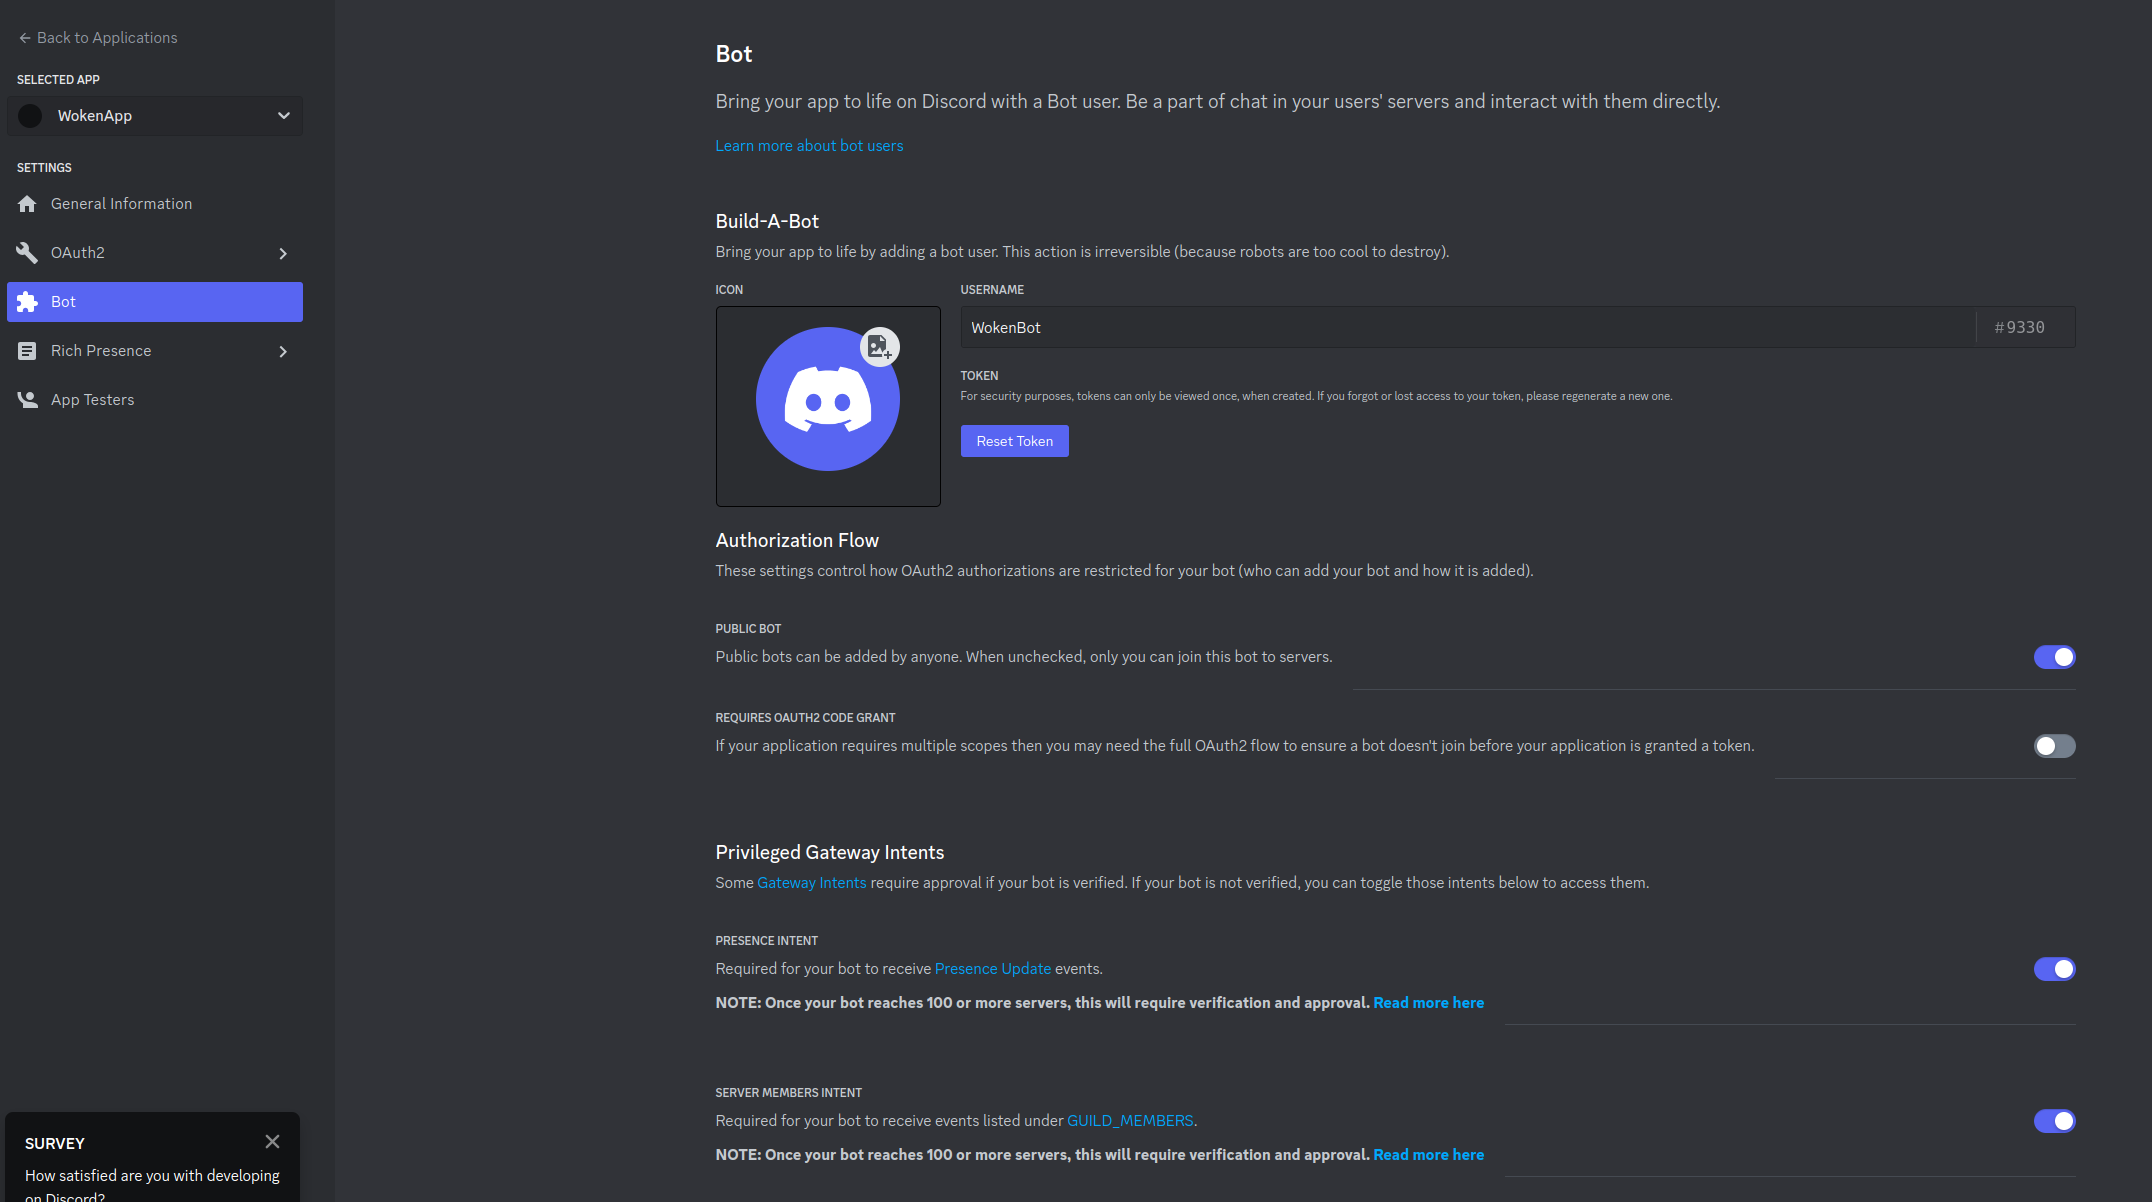 Back to Applications
SELECTED APP
WokenApp
SETTINGS
General Information
OAuth2
Bot
Rich Presence
App Testers
SURVEY
How satisfied are you with developing
on Discord?
Bot
Bring your app to life on Discord with a Bot user. Be a part of chat in your users' servers and interact with them directly.
Learn more about bot users
Build-A-Bot
Bring your app to life by adding a bot user. This action is irreversible (because robots are too cool to destroy).
ICON
USERNAME
WokenBot #9330
TOKEN
For security purposes, tokens can only be viewed once, when created. If you forgot or lost access to your token, please regenerate a new one.
Reset Token
Authorization Flow
These settings control how OAuth2 authorizations are restricted for your bot (who can add your bot and how it is added).
PUBLIC BOT
Public bots can be added by anyone. When unchecked, only you can join this bot to servers.
REQUIRES OAUTH2 CODE GRANT
If your application requires multiple scopes then you may need the full OAuth2 flow to ensure a bot doesn't join before your application is granted a token.
Privileged Gateway Intents
Some Gateway Intents require approval if your bot is verified. If your bot is not verified, you can toggle those intents below to access them.
PRESENCE INTENT
Required for your bot to receive Presence Update events.
NOTE: Once your bot reaches 100 or more servers, this will require verification and approval. Read more here
SERVER MEMBERS INTENT
Required for your bot to receive events listed under GUILD_MEMBERS.
NOTE: Once your bot reaches 100 or more servers, this will require verification and approval. Read more here